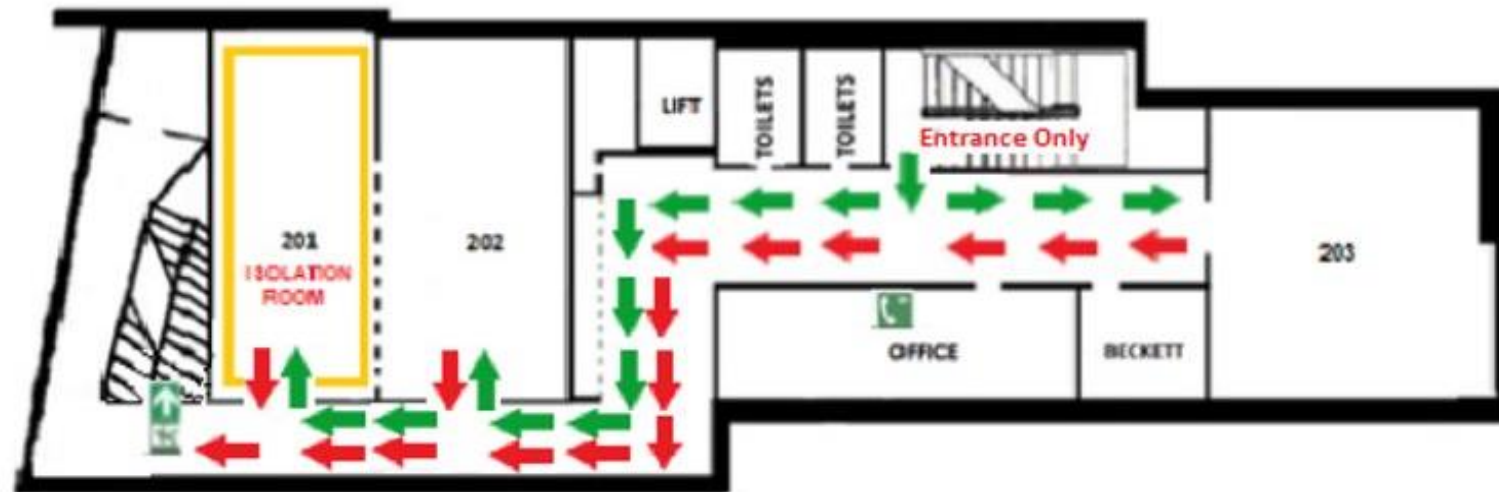 LIFT
TOILETS
TOILETS
Entrance Only
201
ISOLATION
ROOM
202
203
OFFICE
BECKETT